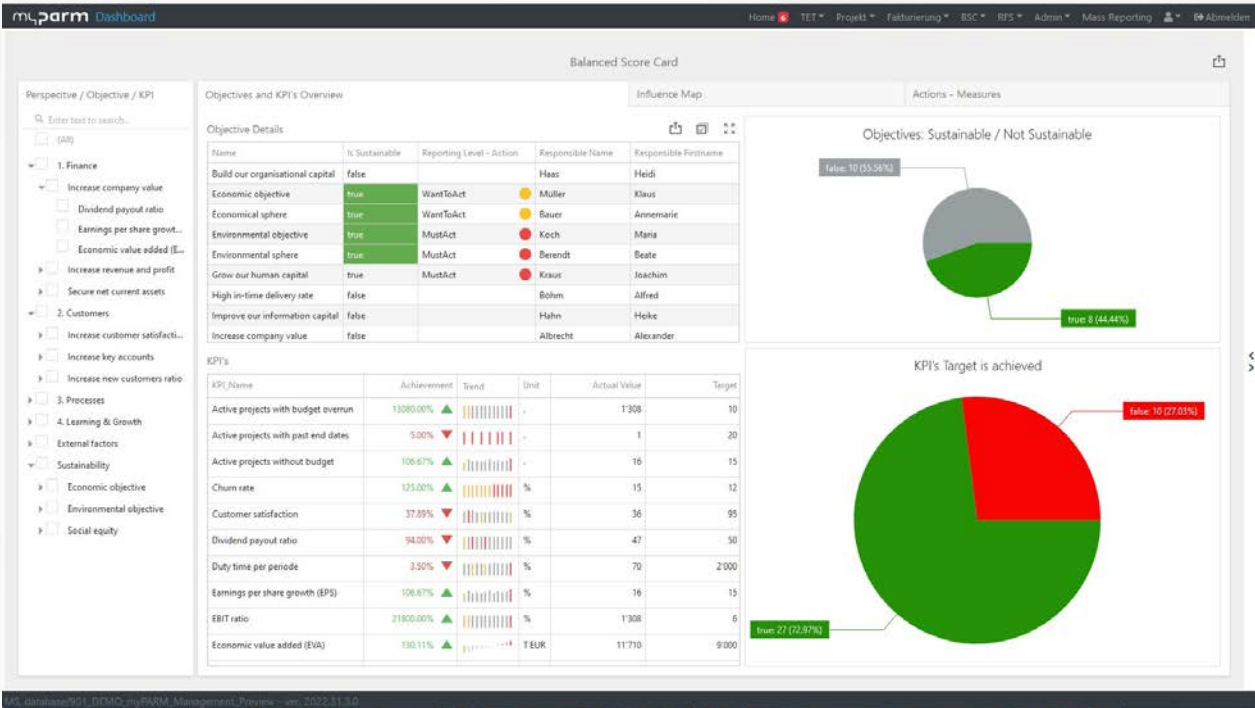 myparm Dashboard
Home 6 TET Projekt Fakturierung BSC RFS Admin Mass Reporting Abmelden
Balanced Score Card
Perspecitve / Objective / KPI
Enter text to search...
(All)
1. Finance
Increase company value
Dividend payout ratio
Earnings per share growt...
Economic value added (E...
Increase revenue and profit
Secure net current assets
2. Customers
Increase customer satisfacti...
Increase key accounts
Increase new customers ratio
3. Processes
4. Learning & Growth
External factors
Sustainability
Economic objective
Environmental objective
Social equity
Objectives and KPI's Overview
Influence Map
Actions - Measures
Objective Details
Name Is Sustainable Reporting Level - Action Responsible Name Responsible Firstname
Build our organisational capital false Haas Heidi
Economic objective true WantToAct Müller Klaus
Economical sphere true WantToAct Bauer Annemarie
Environmental objective true MustAct Koch Maria
Environmental sphere true MustAct Berendt Beate
Grow our human capital true MustAct Kraus Joachim
High in-time delivery rate false Böhm Alfred
Improve our information capital false Hahn Heike
Increase company value false Albrecht Alexander
KPI's
KPI_Name Achievement Trend Unit Actual Value Target
Active projects with budget overrun 13080.00% - 1'308 10
Active projects with past end dates 5.00% - 1 20
Active projects without budget 106.67% - 16 15
Churn rate 125.00% % 15 12
Customer satisfaction 37.89% % 36 95
Dividend payout ratio 94.00% % 47 50
Duty time per periode 3.50% % 70 2'000
Earnings per share growth (EPS) 106.67% % 16 15
EBIT ratio 21800.00% % 1'308 6
Economic value added (EVA) 130.11% T EUR 11'710 9'000
Objectives: Sustainable / Not Sustainable
false: 10 (55.56%)
true: 8 (44.44%)
KPI's Target is achieved
false: 10 (27.03%)
true: 27 (72.97%)
MS_database/901_DEMO_myPARM_Management_Preview - ver. 2022.31.3.0